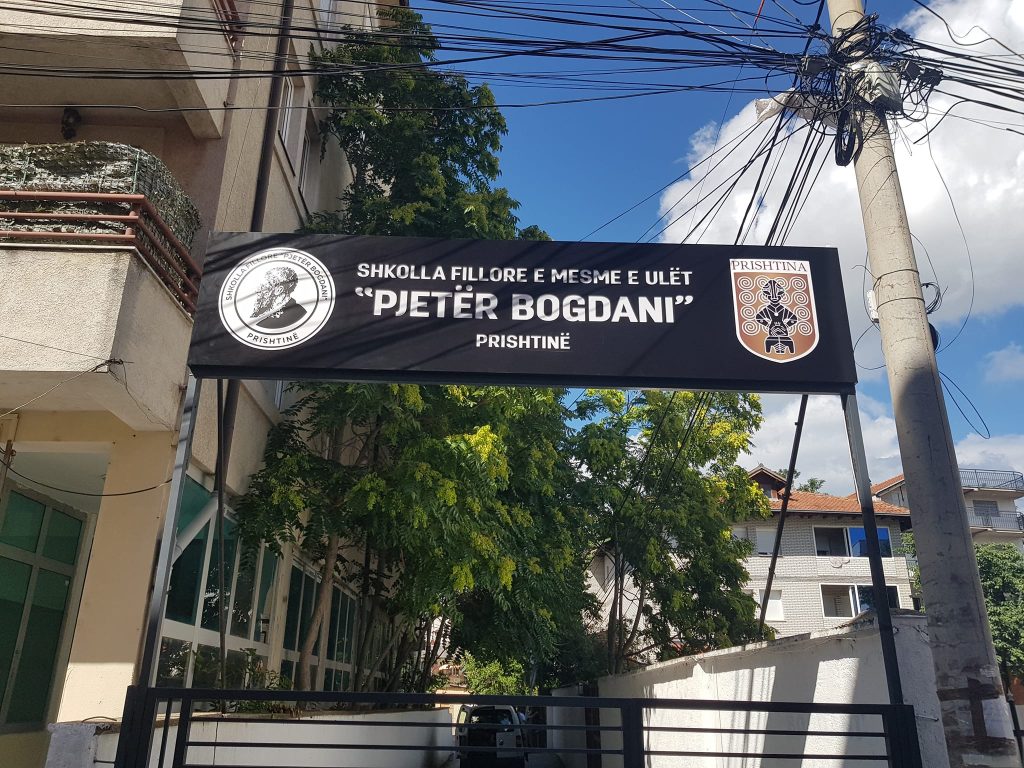 SHKOLLA FILLORE "PJETËR BOGDANI"
PRISHTINË
SHKOLLA FILLORE E MESME E ULËT
“PJETËR BOGDANI”
PRISHTINË
PRISHTINA